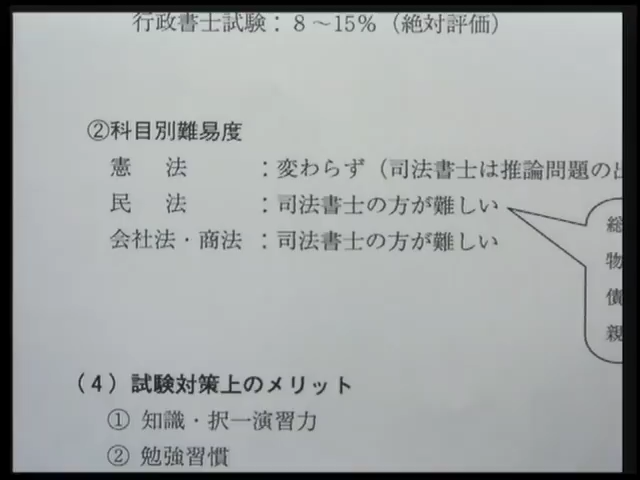 行政書士試験：８～15％（絶対評価）
②科目別難易度
憲　法　：変わらず（司法書士は推論問題の
民　法　：司法書士の方が難しい
会社法・商法：司法書士の方が難しい
総
物
債
親
（４）試験対策上のメリット
① 知識・択一演習力
② 勉強習慣